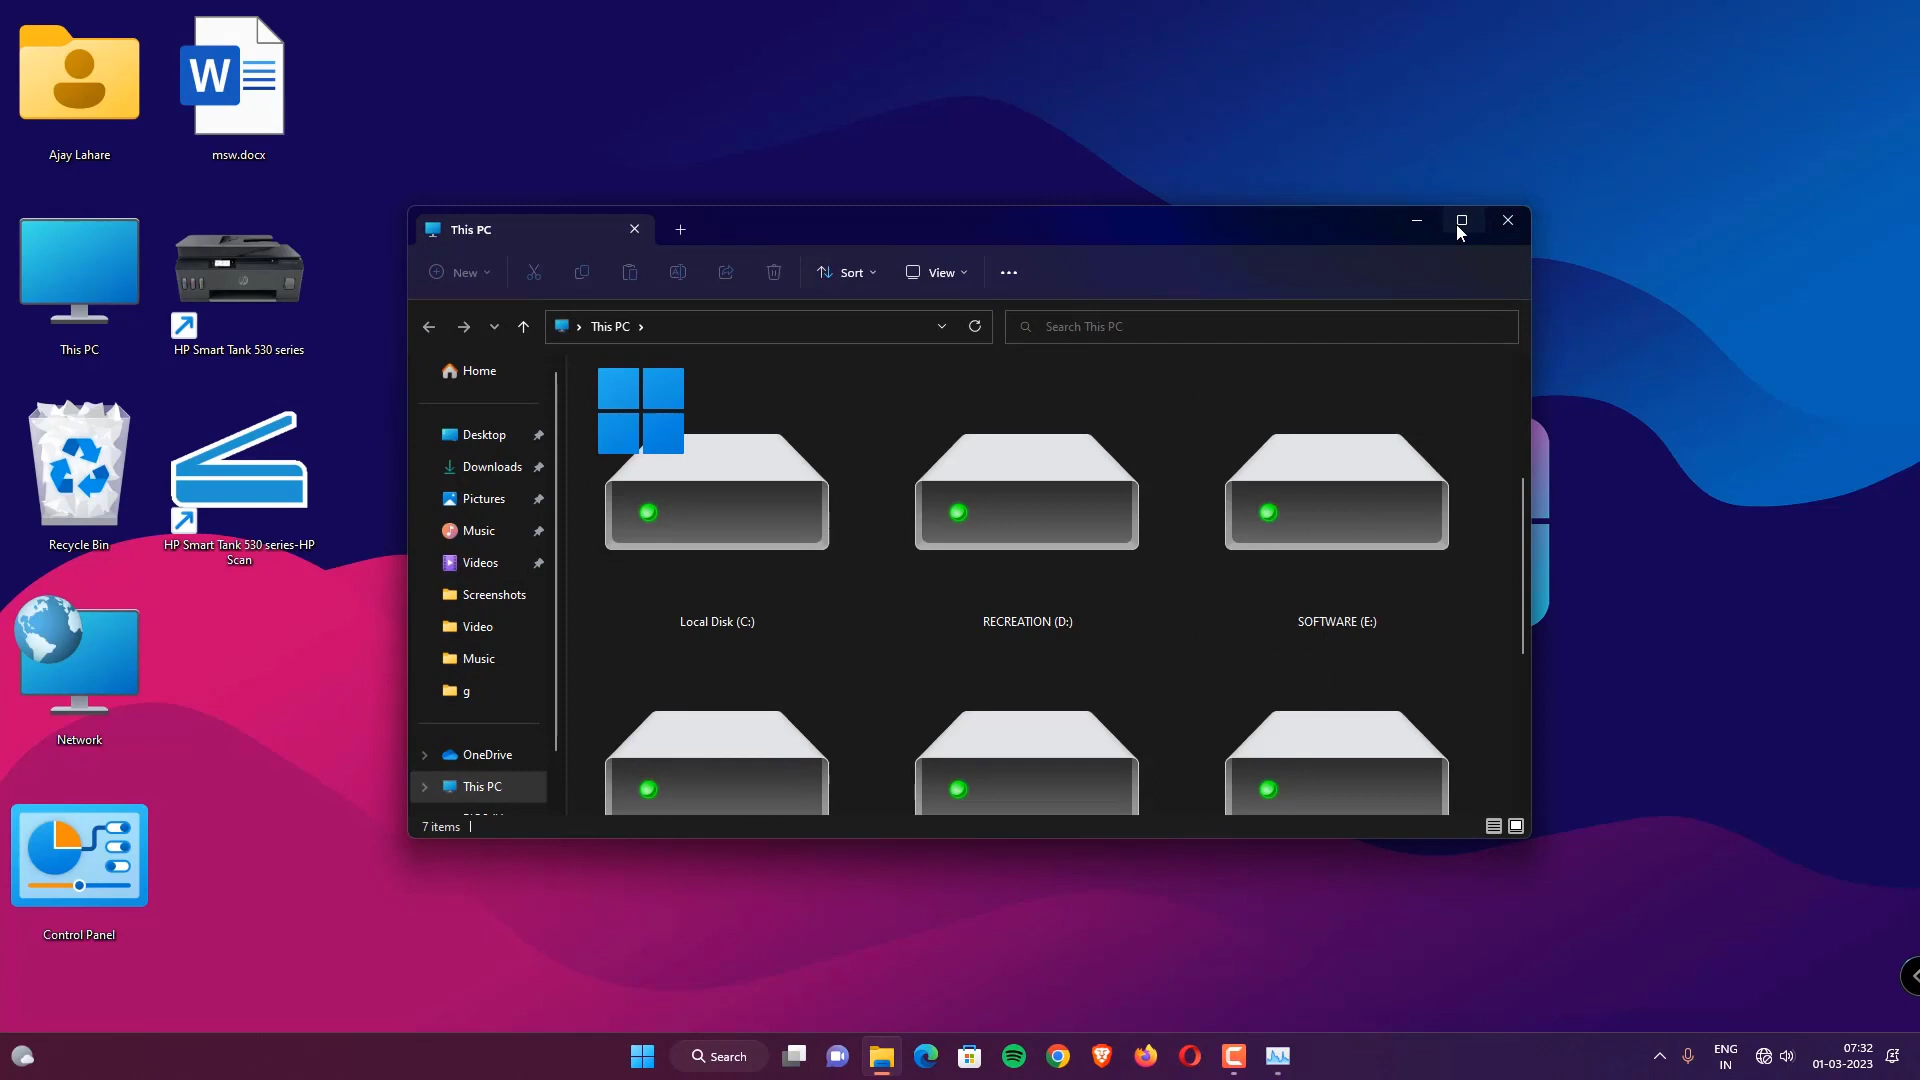 Ajay Lahare
W
msw.docx
This PC
HP Smart Tank 530 series
Recycle Bin
HP Smart Tank 530 series-HP
Scan
Network
Control Panel
This PC
New
Sort
View
This PC
Search This PC
Home
Desktop
Downloads
Pictures
Music
Videos
Screenshots
Video
Music
g
OneDrive
This PC
Local Disk (C:)
RECREATION (D:)
SOFTWARE (E:)
7 items
Search
ENG
IN
07:32
01-03-2023